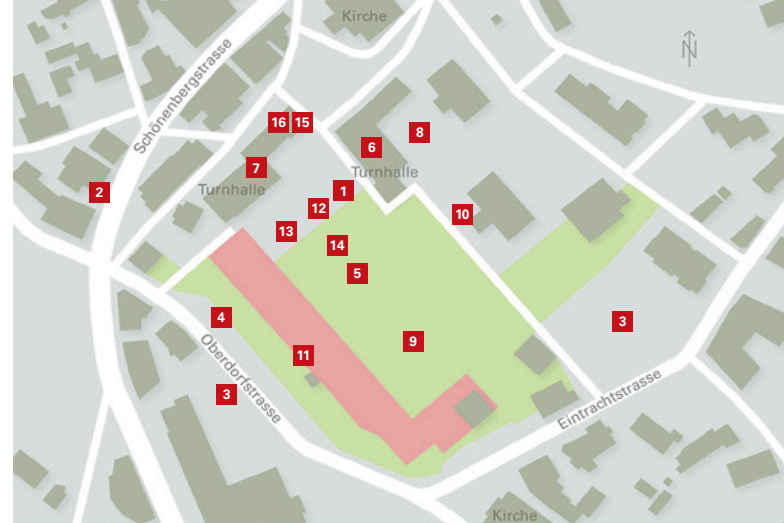 Kirche
N
Schönenbergstrasse
16 15
8
6
7
Turnhalle
Turnhalle
2
1
12
10
13
14
5
4
3
9
11
Oberdorfstrasse
3
Eintrachtstrasse
Kirche